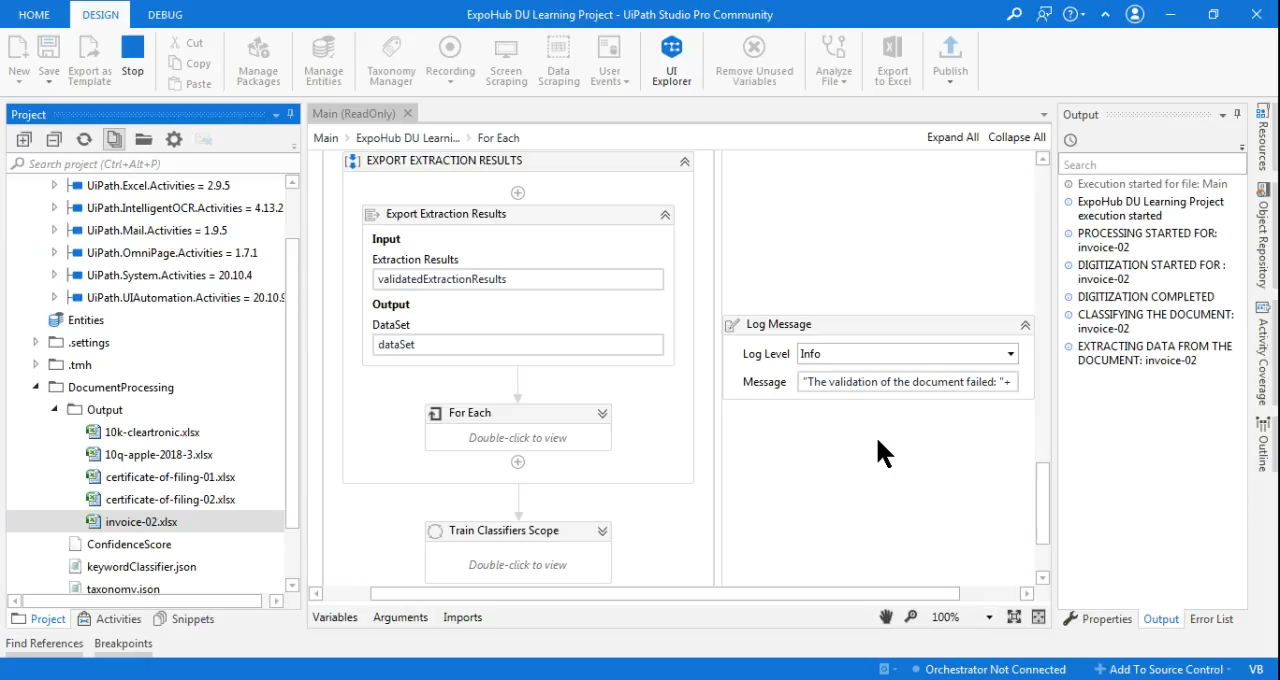 HOME DESIGN DEBUG ExpoHub DU Learning Project - UiPath Studio Pro Community
New Save Export as Template Stop Cut Copy Paste Manage Packages Manage Entities Taxonomy Manager Recording Screen Scraping Data Scraping User Events UI Explorer Remove Unused Variables Analyze File Export to Excel Publish
Project
Search project (Ctrl+Alt+P)
UiPath.Excel.Activities = 2.9.5
UiPath.IntelligentOCR.Activities = 4.13.2
UiPath.Mail.Activities = 1.9.5
UiPath.OmniPage.Activities = 1.7.1
UiPath.System.Activities = 20.10.4
UiPath.UIAutomation.Activities = 20.10.9
Entities
.settings
.tmh
DocumentProcessing
Output
10k-cleartronic.xlsx
10q-apple-2018-3.xlsx
certificate-of-filing-01.xlsx
certificate-of-filing-02.xlsx
invoice-02.xlsx
ConfidenceScore
keywordClassifier.json
taxonomy.json
Project Activities Snippets
Find References Breakpoints
Main (ReadOnly)
Main ExpoHub DU Learni... For Each Expand All Collapse All
EXPORT EXTRACTION RESULTS
Export Extraction Results
Input
Extraction Results
validatedExtractionResults
Output
DataSet
dataSet
For Each
Double-click to view
Train Classifiers Scope
Double-click to view
Log Message
Log Level Info
Message "The validation of the document failed: "+
Variables Arguments Imports 100%
Output
Search
Execution started for file: Main
ExpoHub DU Learning Project
execution started
PROCESSING STARTED FOR:
invoice-02
DIGITIZATION STARTED FOR :
invoice-02
DIGITIZATION COMPLETED
CLASSIFYING THE DOCUMENT:
invoice-02
EXTRACTING DATA FROM THE
DOCUMENT: invoice-02
Properties Output Error List
Resources
Object Repository
Activity Coverage
Outline
Orchestrator Not Connected Add To Source Control VB